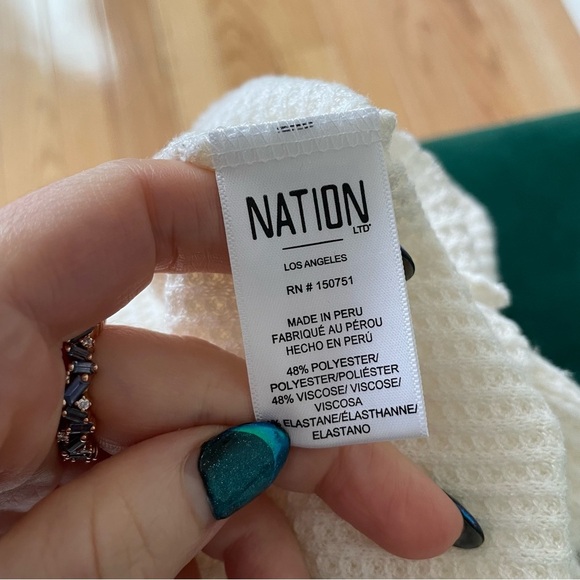 NATION
LTD
LOS ANGELES
RN # 150751
MADE IN PERU
FABRIQUÉ AU PÉROU
HECHO EN PERÚ
48% POLYESTER/
POLYESTER/POLIÉSTER
48% VISCOSE/ VISCOSE/
VISCOSA
ELASTANE/ÉLASTHANNE/
ELASTANO